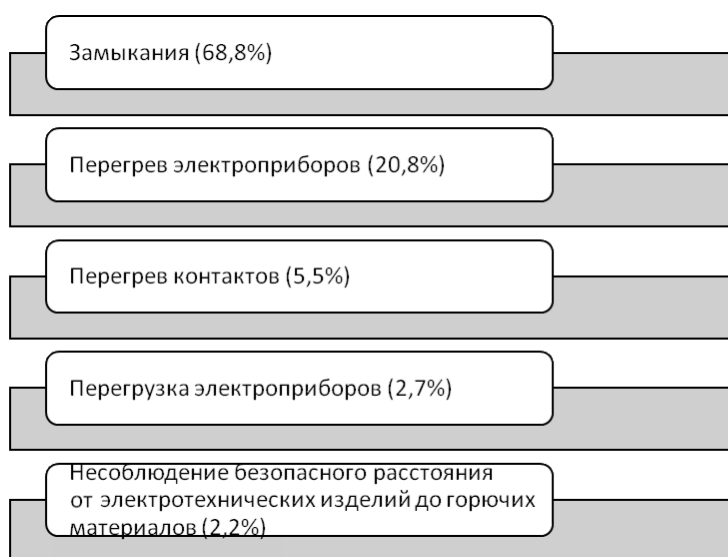 Замыкания (68,8%)
Перегрев электроприборов (20,8%)
Перегрев контактов (5,5%)
Перегрузка электроприборов (2,7%)
Несоблюдение безопасного расстояния
от электротехнических изделий до горючих
материалов (2,2%)